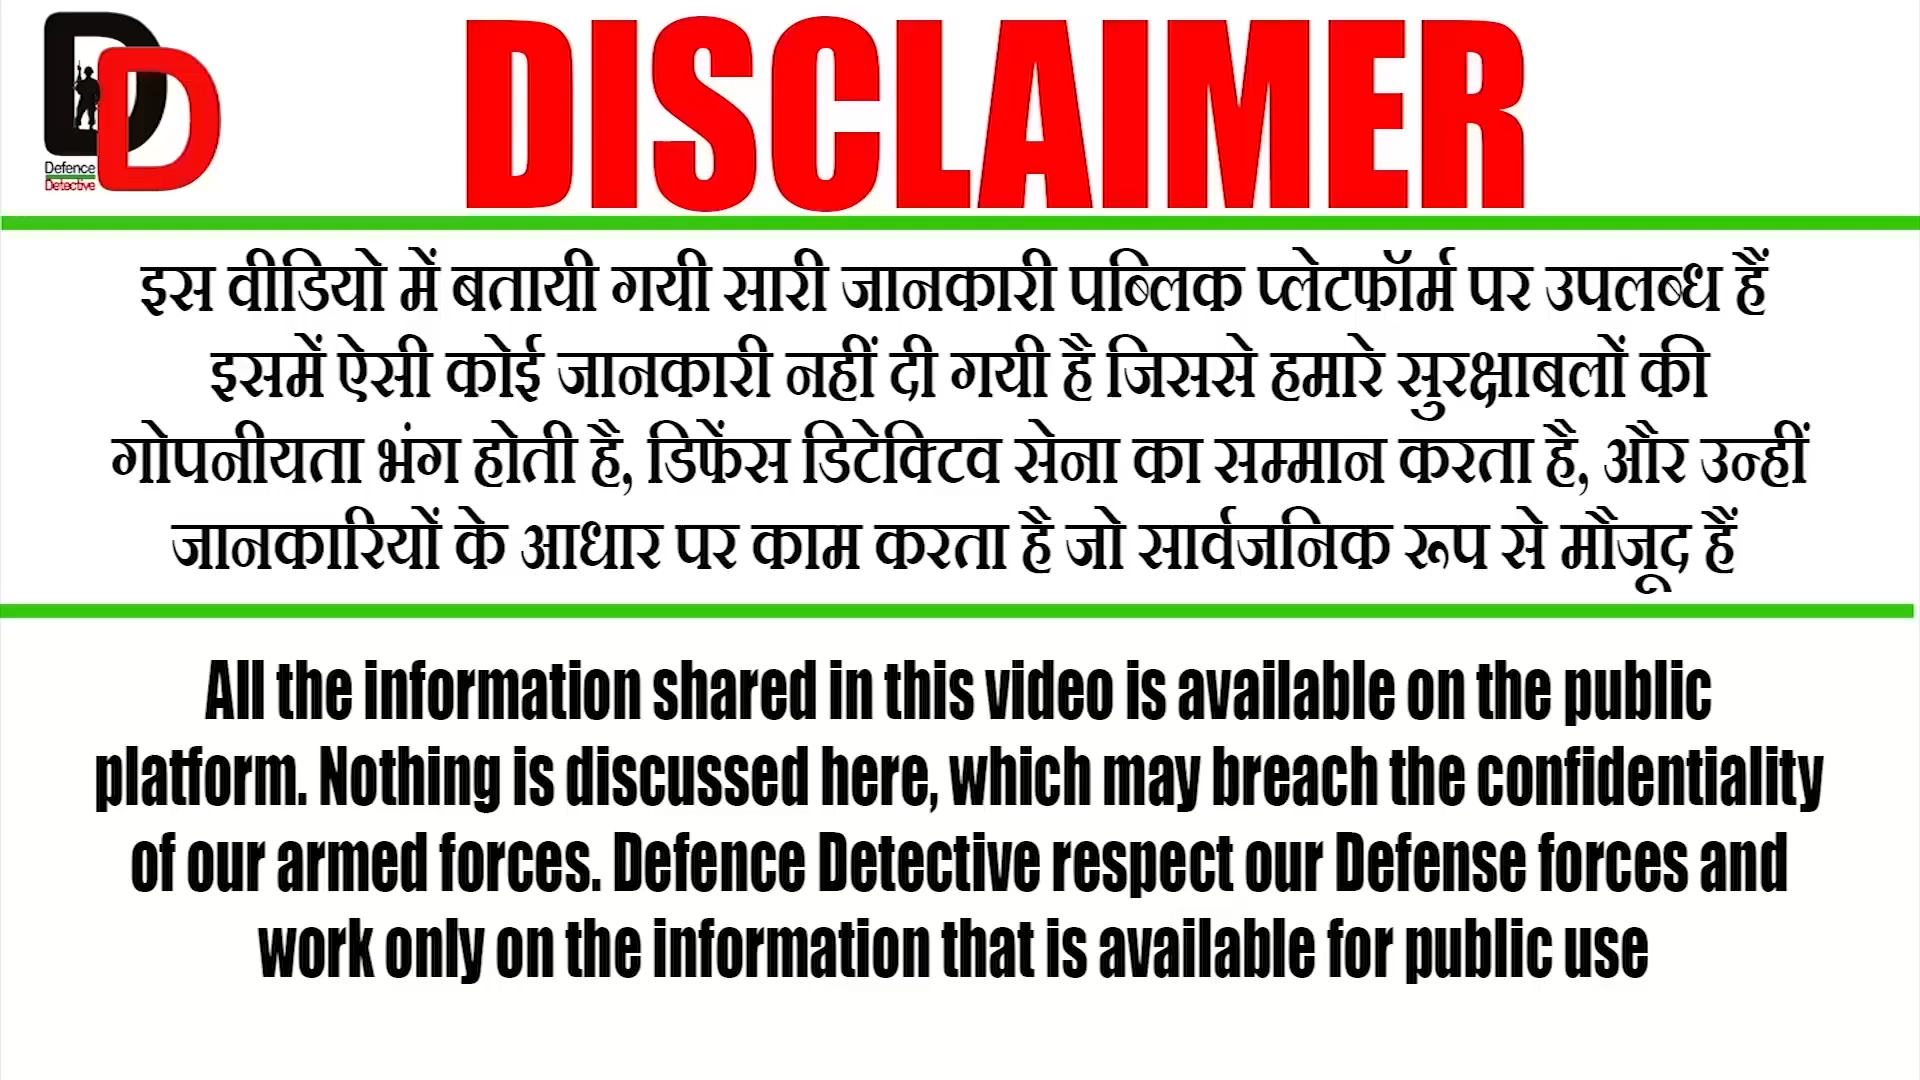 DD
Defence
Detective
DISCLAIMER
इस वीडियो में बतायी गयी सारी जानकारी पब्लिक प्लेटफॉर्म पर उपलब्ध हैं
इसमें ऐसी कोई जानकारी नहीं दी गयी है जिससे हमारे सुरक्षाबलों की
गोपनीयता भंग होती है, डिफेंस डिटेक्टिव सेना का सम्मान करता है, और उन्हीं
जानकारियों के आधार पर काम करता है जो सार्वजनिक रूप से मौजूद हैं
All the information shared in this video is available on the public
platform. Nothing is discussed here, which may breach the confidentiality
of our armed forces. Defence Detective respect our Defense forces and
work only on the information that is available for public use